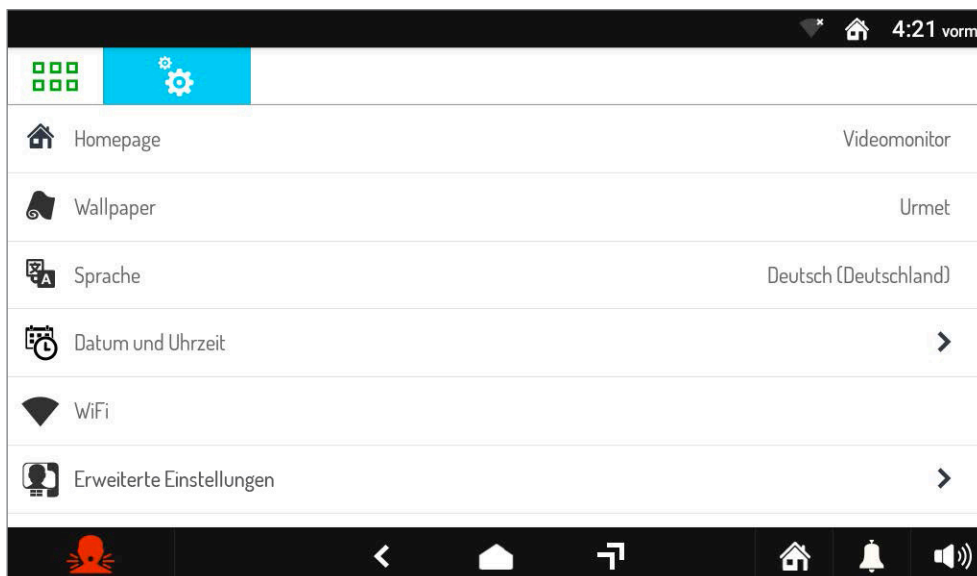 4:21 vorm
Homepage Videomonitor
Wallpaper Urmet
Sprache Deutsch (Deutschland)
Datum und Uhrzeit
WiFi
Erweiterte Einstellungen